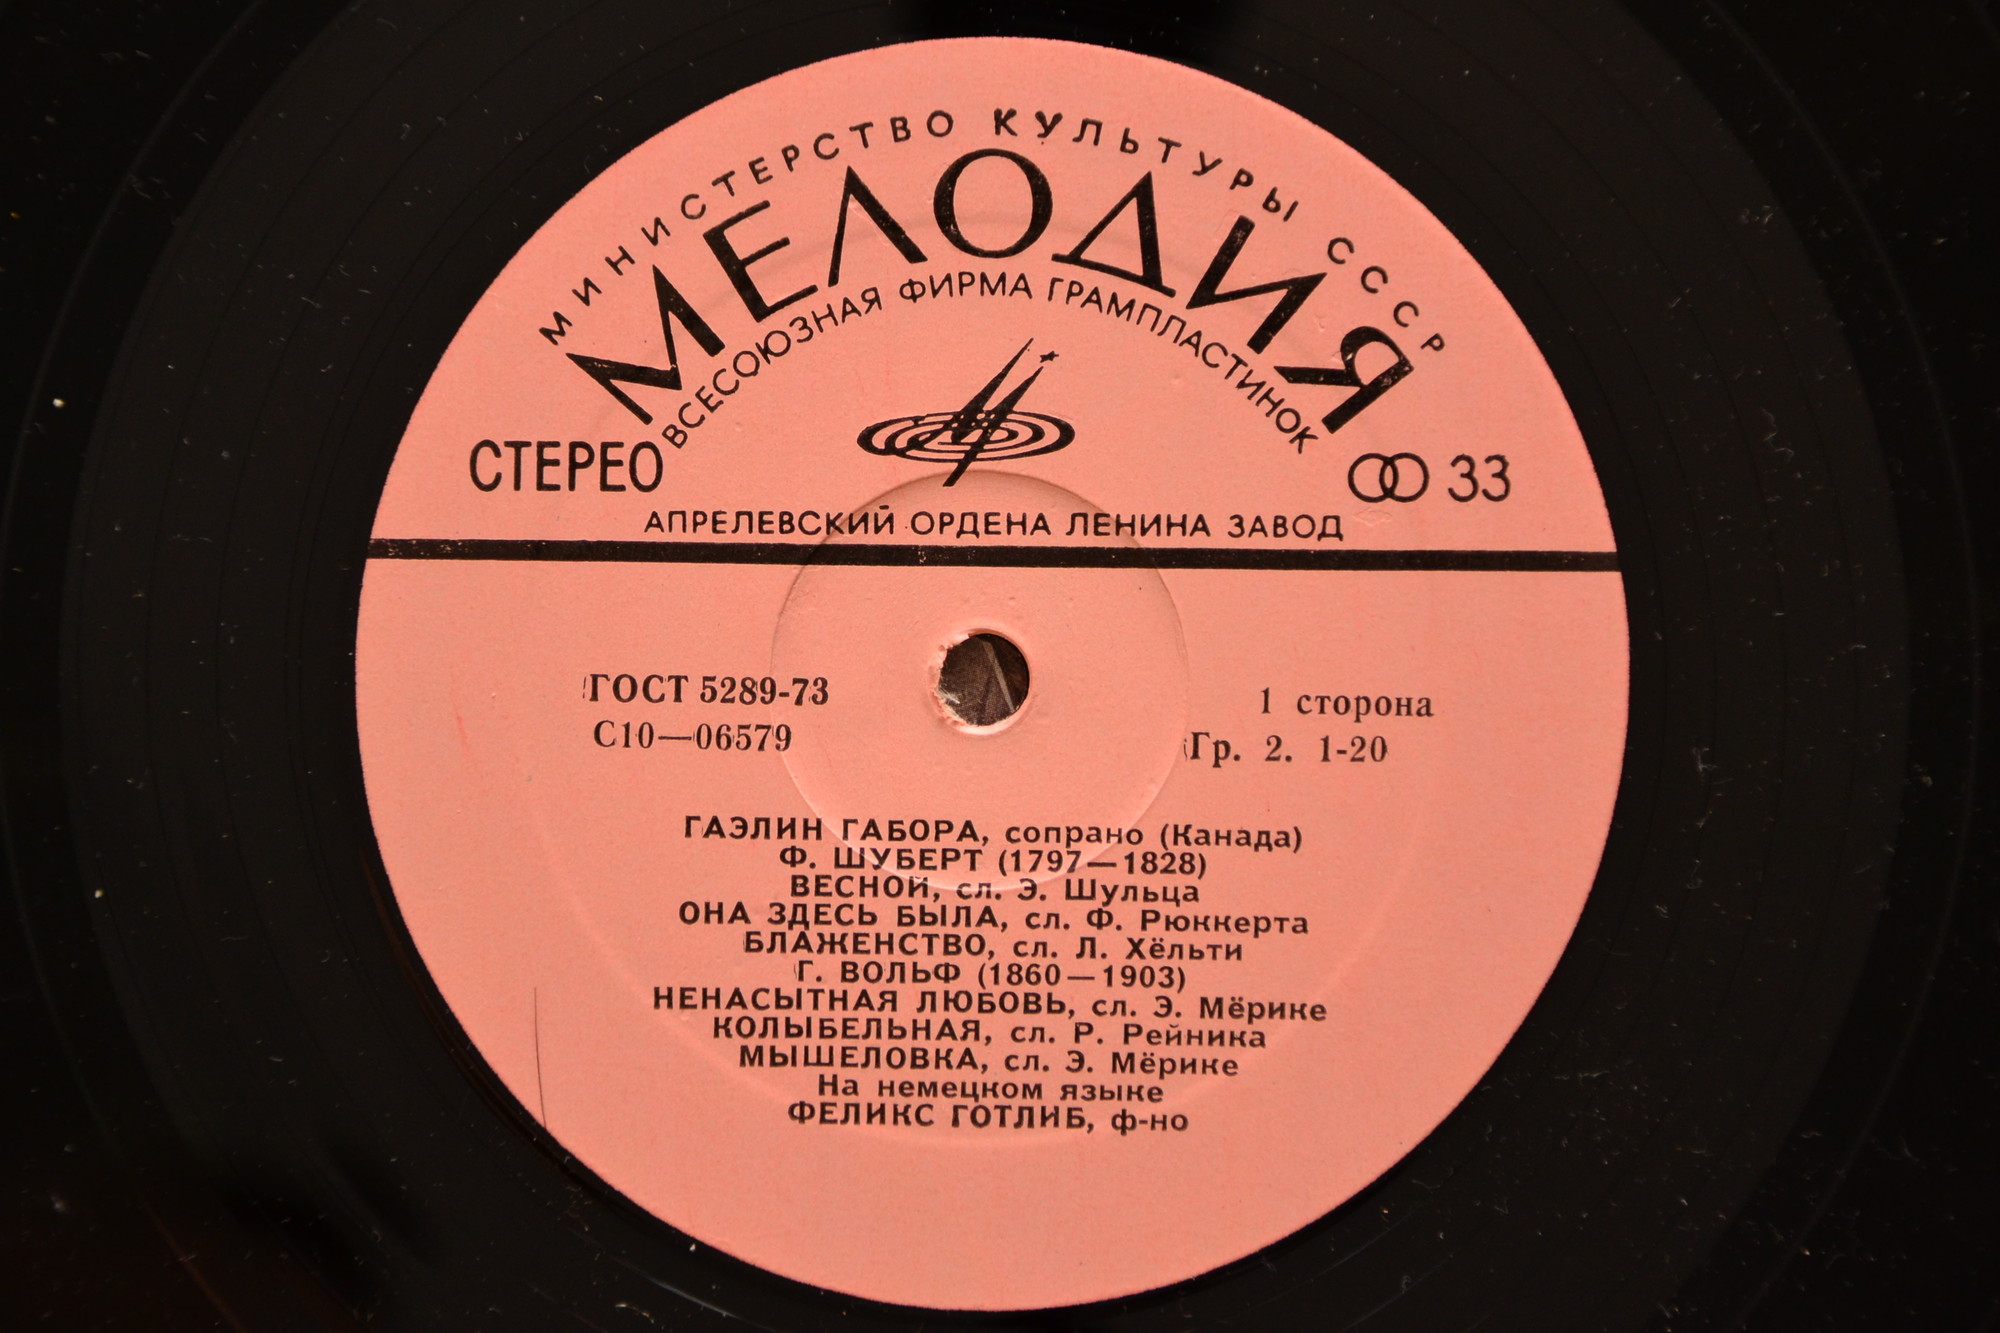 МИНИСТЕРСТВО КУЛЬТУРЫ СССР
МЕЛОДИЯ
ВСЕСОЮЗНАЯ ФИРМА ГРАМПЛАСТИНОК
СТЕРЕО
33
АПРЕЛЕВСКИЙ ОРДЕНА ЛЕНИНА ЗАВОД
ГОСТ 5289-73
С10—06579
1 сторона
Гр. 2. 1-20
ГАЭЛИН ГАБОРА, сопрано (Канада)
Ф. ШУБЕРТ (1797—1828)
ВЕСНОЙ, сл. Э. Шульца
ОНА ЗДЕСЬ БЫЛА, сл. Ф. Рюккерта
БЛАЖЕНСТВО, сл. Л. Хёльти
Г. ВОЛЬФ (1860—1903)
НЕНАСЫТНАЯ ЛЮБОВЬ, сл. Э. Мёрике
КОЛЫБЕЛЬНАЯ, сл. Р. Рейника
МЫШЕЛОВКА, сл. Э. Мёрике
На немецком языке
ФЕЛИКС ГОТЛИБ, ф-но